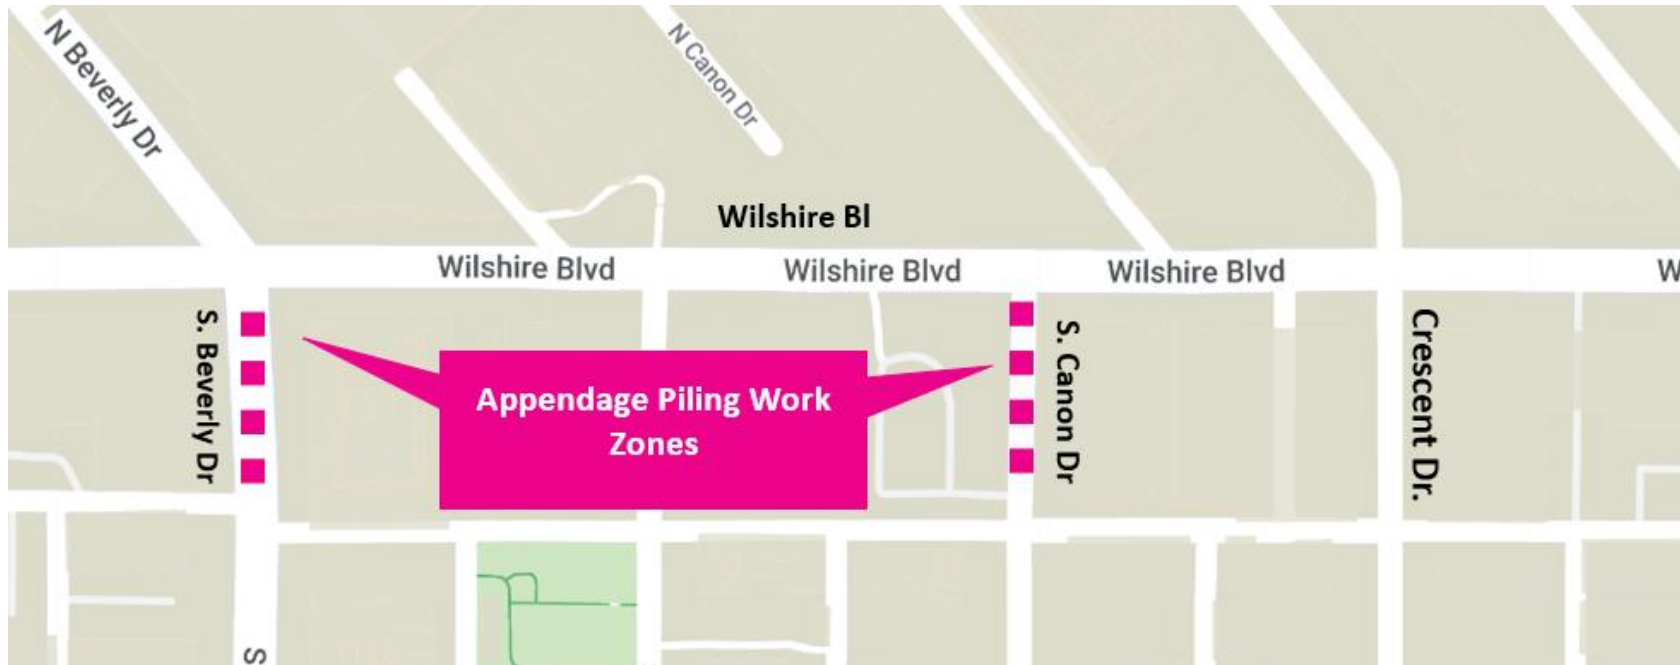 N Beverly Dr
N Canon Dr
Wilshire Bl
Wilshire Blvd
Wilshire Blvd
Wilshire Blvd
W
S. Beverly Dr
Appendage Piling Work
Zones
S. Canon Dr
Crescent Dr.
S